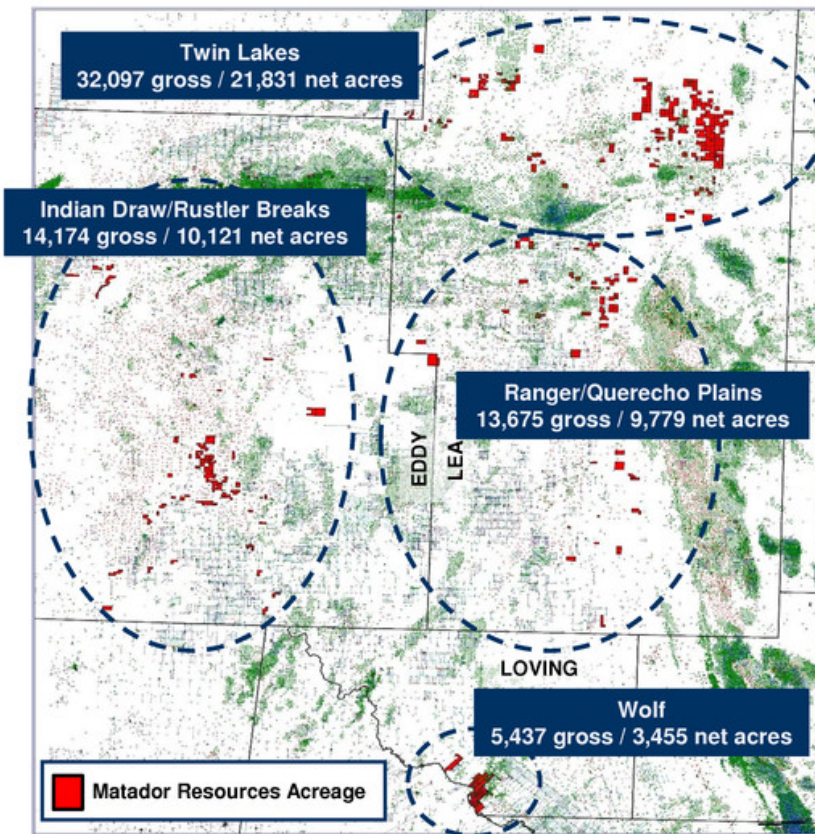 Twin Lakes
32,097 gross / 21,831 net acres
Indian Draw/Rustler Breaks
14,174 gross / 10,121 net acres
Ranger/Querecho Plains
13,675 gross / 9,779 net acres
EDDY
LEA
LOVING
Wolf
5,437 gross / 3,455 net acres
Matador Resources Acreage